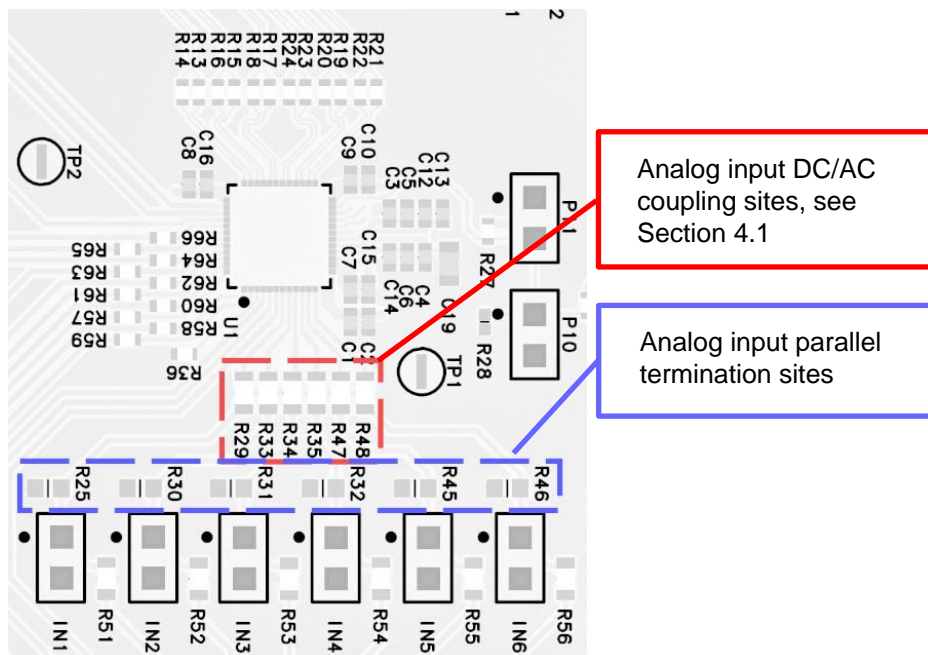 1
2
R14
R13
R16
R15
R18
R17
R24
R23
R20
R19
R22
R21
TP2
C8
C16
C9
C10
C3
C5
C12
C13
P11
R27
R65
R63
R61
R57
R59
R66
R64
R62
R60
R58
R36
U1
C7
C15
C14
C6
C4
C19
P10
R28
C1
C2
TP1
R29
R33
R34
R35
R47
R48
R25
R30
R31
R32
R45
R46
IN1
R51
IN2
R52
IN3
R53
IN4
R54
IN5
R55
IN6
R56
Analog input DC/AC
coupling sites, see
Section 4.1
Analog input parallel
termination sites